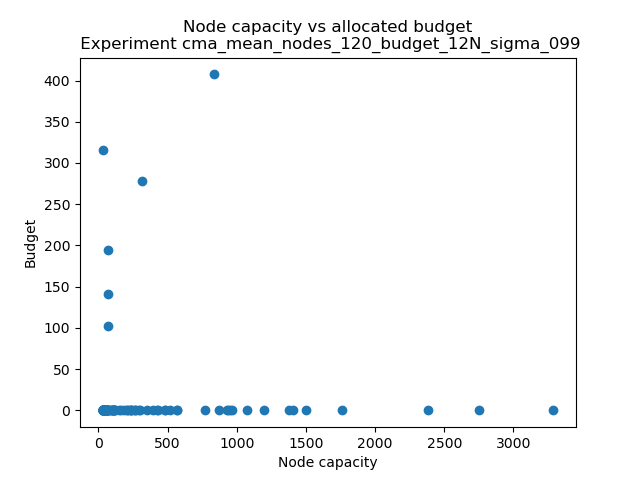 Node capacity vs allocated budget
Experiment cma_mean_nodes_120_budget_12N_sigma_099
400
350
300
250
200
150
100
50
0
Budget
0 500 1000 1500 2000 2500 3000
Node capacity